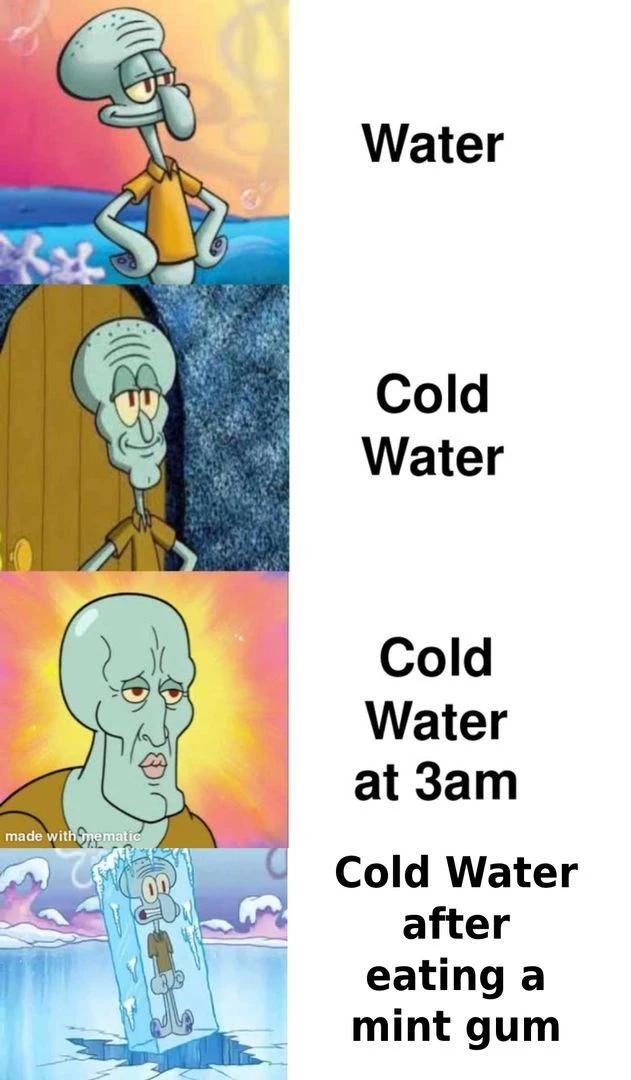 Water
Cold
Water
Cold
Water
at 3am
made with mematic
Cold Water
after
eating a
mint gum